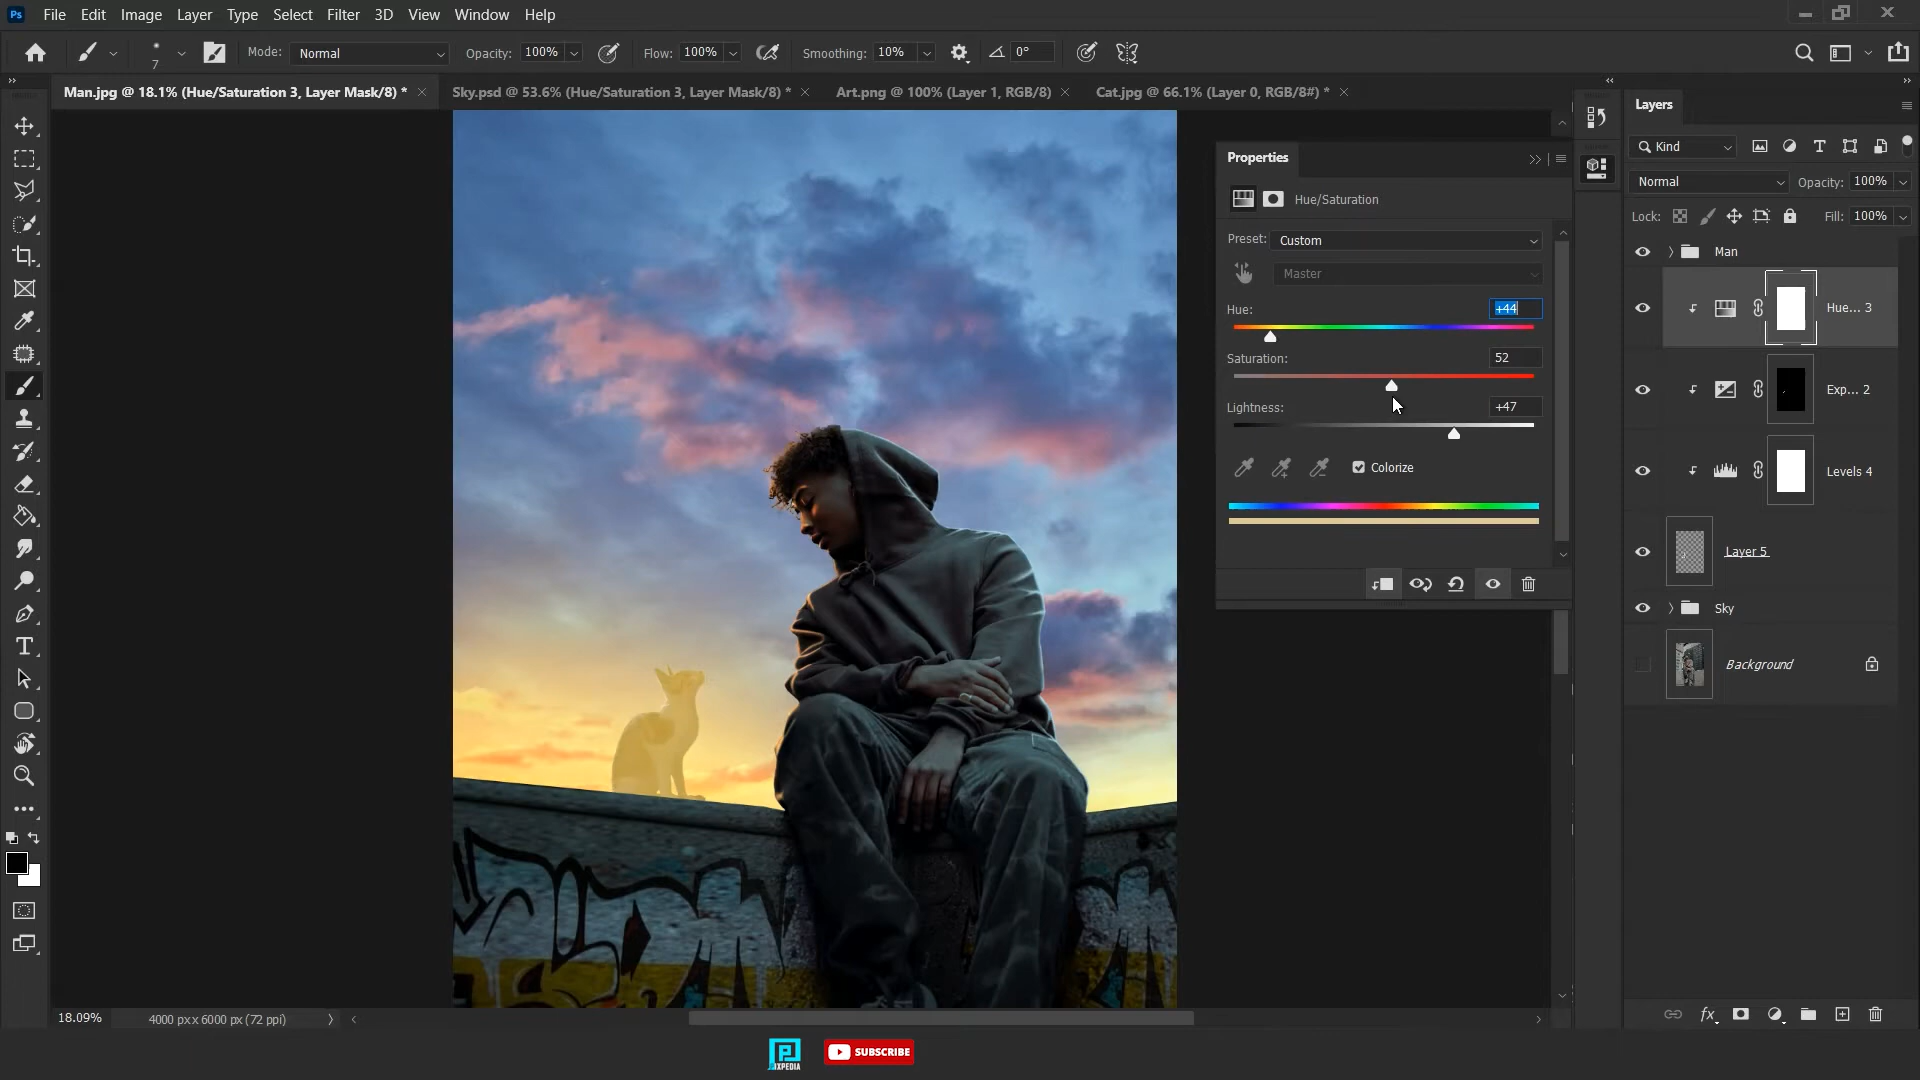 Ps File Edit Image Layer Type Select Filter 3D View Window Help
7 Mode: Normal Opacity: 100% Flow: 100% Smoothing: 10% 0°
Man.jpg @ 18.1% (Hue/Saturation 3, Layer Mask/8) * Sky.psd @ 53.6% (Hue/Saturation 3, Layer Mask/8) * Art.png @ 100% (Layer 1, RGB/8) Cat.jpg @ 66.1% (Layer 0, RGB/8#) *
Properties
Hue/Saturation
Preset: Custom
Master
Hue: +44
Saturation: 52
Lightness: +47
Colorize
Layers
Kind
Normal Opacity: 100%
Lock: Fill: 100%
Man
Hue... 3
Exp... 2
Levels 4
Layer 5
Sky
Background
18.09% 4000 px x 6000 px (72 ppi)
PIXPEDIA SUBSCRIBE